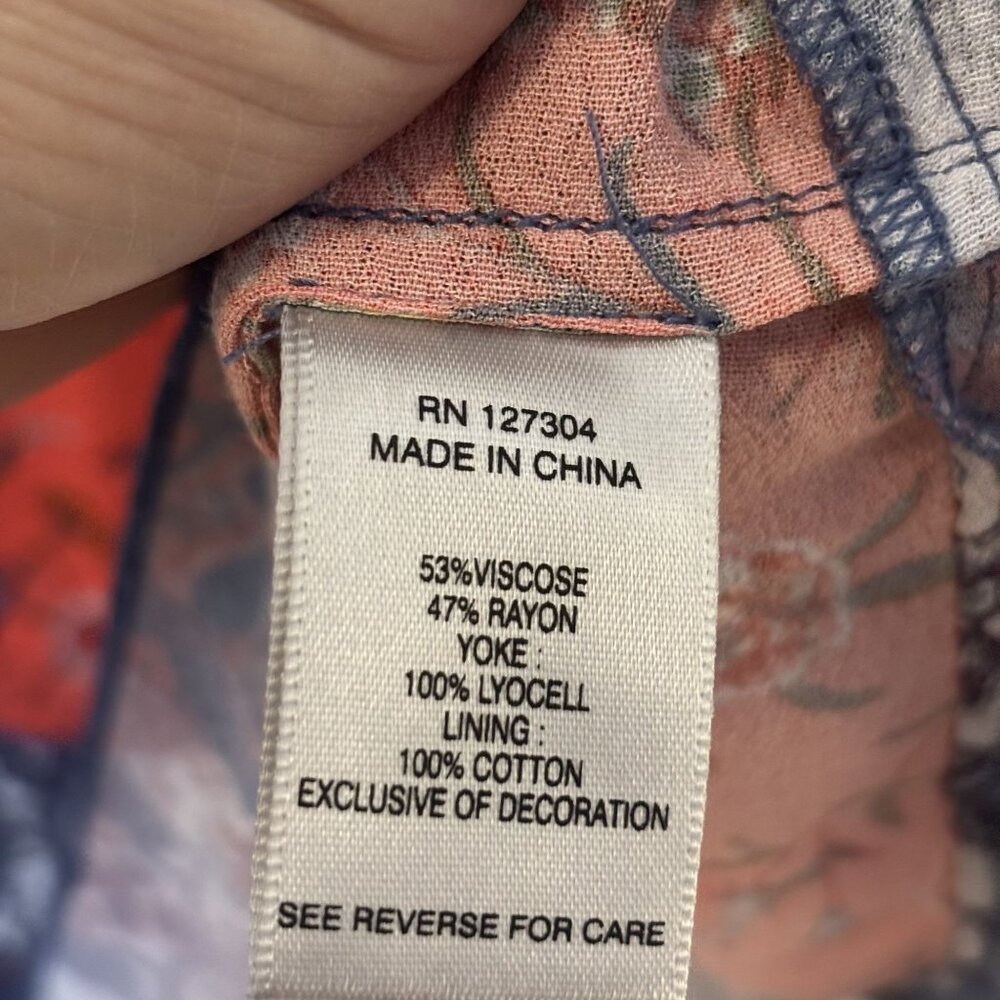 RN 127304
MADE IN CHINA
53%VISCOSE
47% RAYON
YOKE :
100% LYOCELL
LINING :
100% COTTON
EXCLUSIVE OF DECORATION
SEE REVERSE FOR CARE